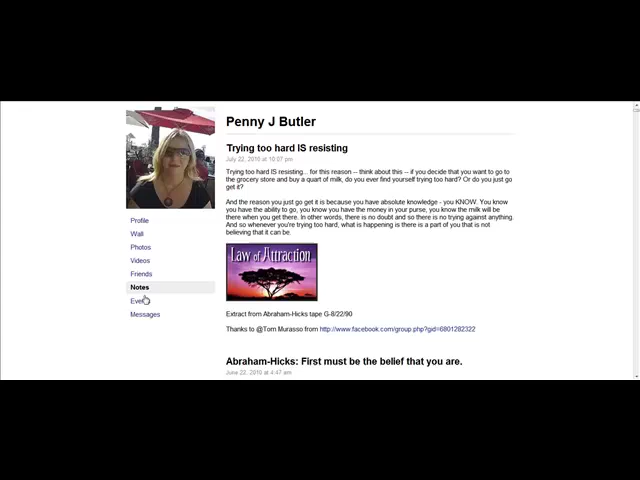 Penny J Butler
Trying too hard IS resisting
July 22, 2010 at 10:07 pm
Trying too hard IS resisting... for this reason -- think about this -- if you decide that you want to go to
the grocery store and buy a quart of milk, do you ever find yourself trying too hard? Or do you just go
get it?
And the reason you just go get it is because you have absolute knowledge - you KNOW. You know
you have the ability to go, you know you have the money in your purse, you know the milk will be
there when you get there. In other words, there is no doubt and so there is no trying against anything.
And so whenever you're trying too hard, what is happening is there is a part of you that is not
believing that it can be.
Law of Attraction
Extract from Abraham-Hicks tape G-8/22/90
Thanks to @Tom Murasso from http://www.facebook.com/group.php?gid=6801282322
Abraham-Hicks: First must be the belief that you are.
June 22, 2010 at 4:47 am
Profile
Wall
Photos
Videos
Friends
Notes
Messages